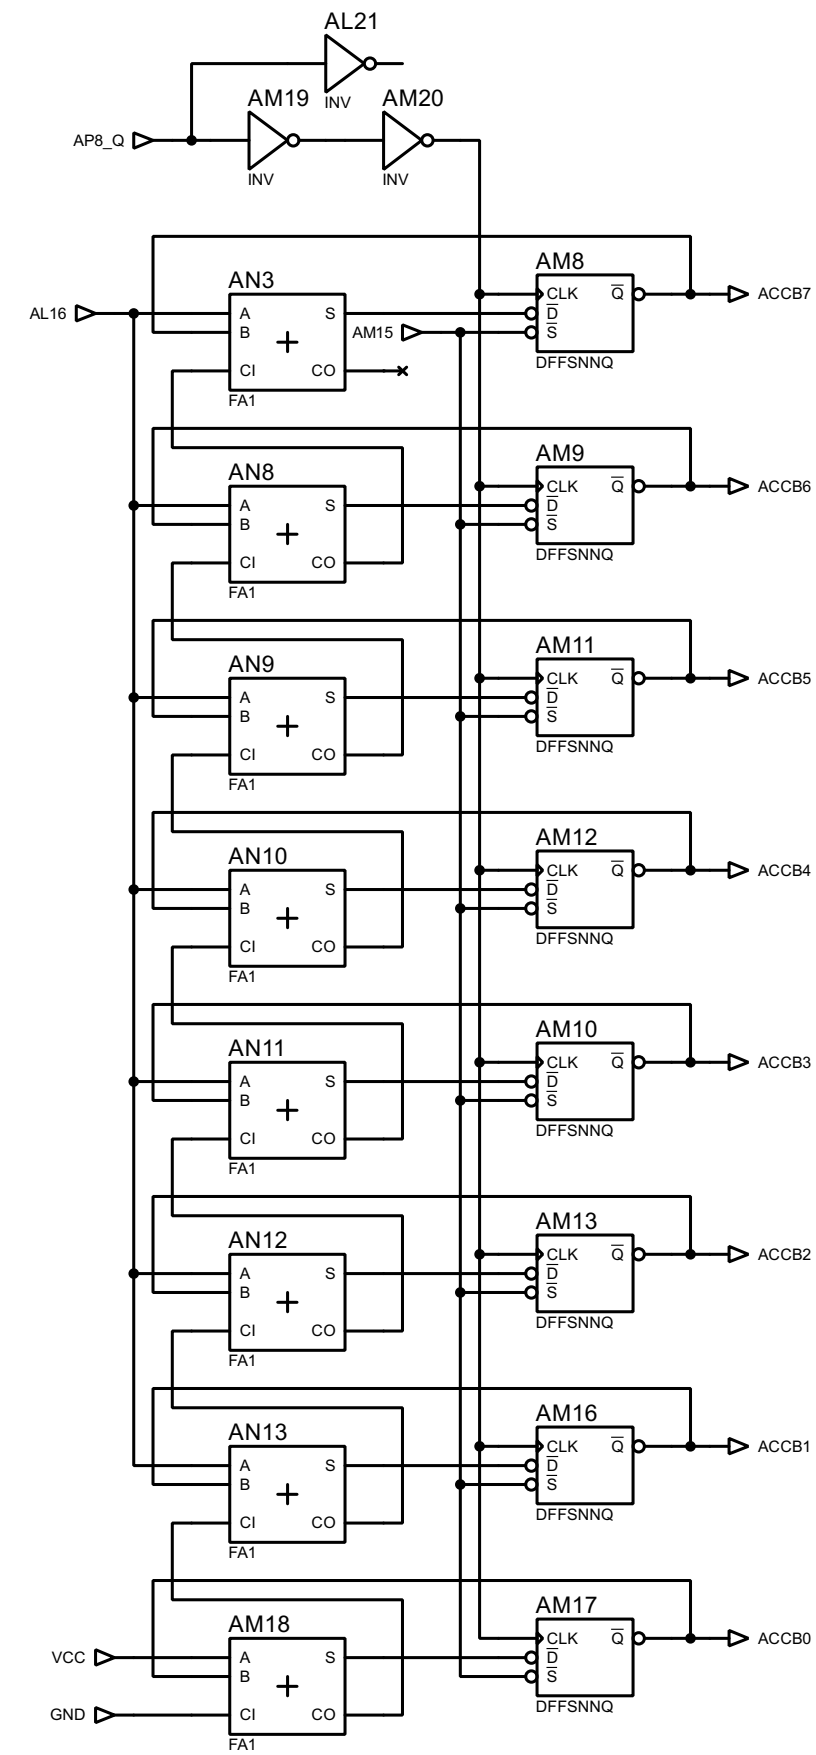 AL21
INV
AM19 AM20
AP8_Q
INV INV
AM8
AN3
CLK Q̅ ACCB7
AL16 A S D̅
B AM15 S̅
+
CI CO DFFSNNQ
FA1
AM9
AN8
CLK Q̅ ACCB6
A S D̅
B S̅
+
CI CO DFFSNNQ
FA1
AM11
AN9
CLK Q̅ ACCB5
A S D̅
B S̅
+
CI CO DFFSNNQ
FA1
AM12
AN10
CLK Q̅ ACCB4
A S D̅
B S̅
+
CI CO DFFSNNQ
FA1
AM10
AN11
CLK Q̅ ACCB3
A S D̅
B S̅
+
CI CO DFFSNNQ
FA1
AM13
AN12
CLK Q̅ ACCB2
A S D̅
B S̅
+
CI CO DFFSNNQ
FA1
AM16
AN13
CLK Q̅ ACCB1
A S D̅
B S̅
+
CI CO DFFSNNQ
FA1
AM17
AM18
CLK Q̅ ACCB0
VCC A S D̅
B S̅
+
GND CI CO DFFSNNQ
FA1